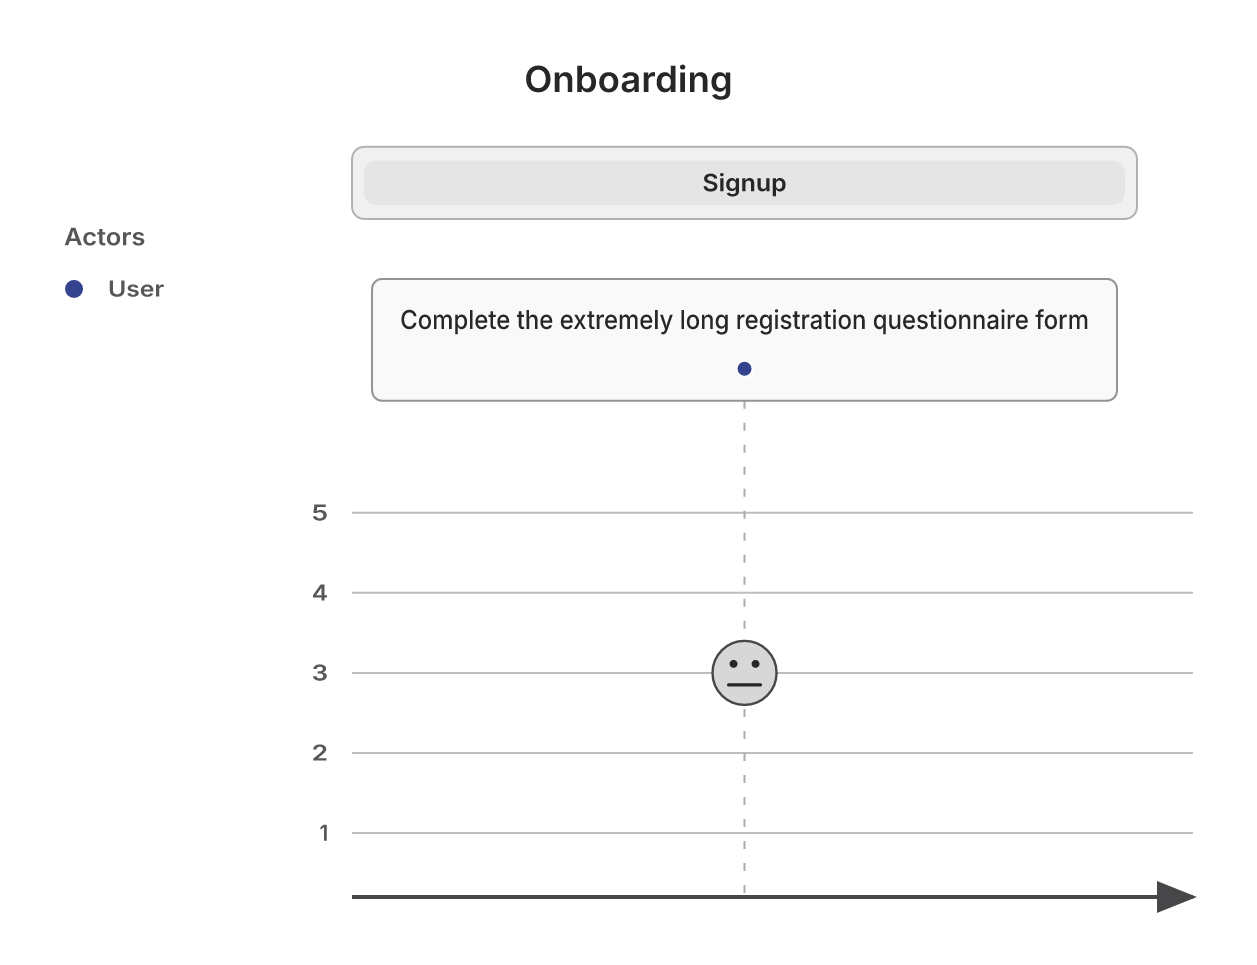 Onboarding
Signup
Actors
User
Complete the extremely long registration questionnaire form
5
4
3
2
1